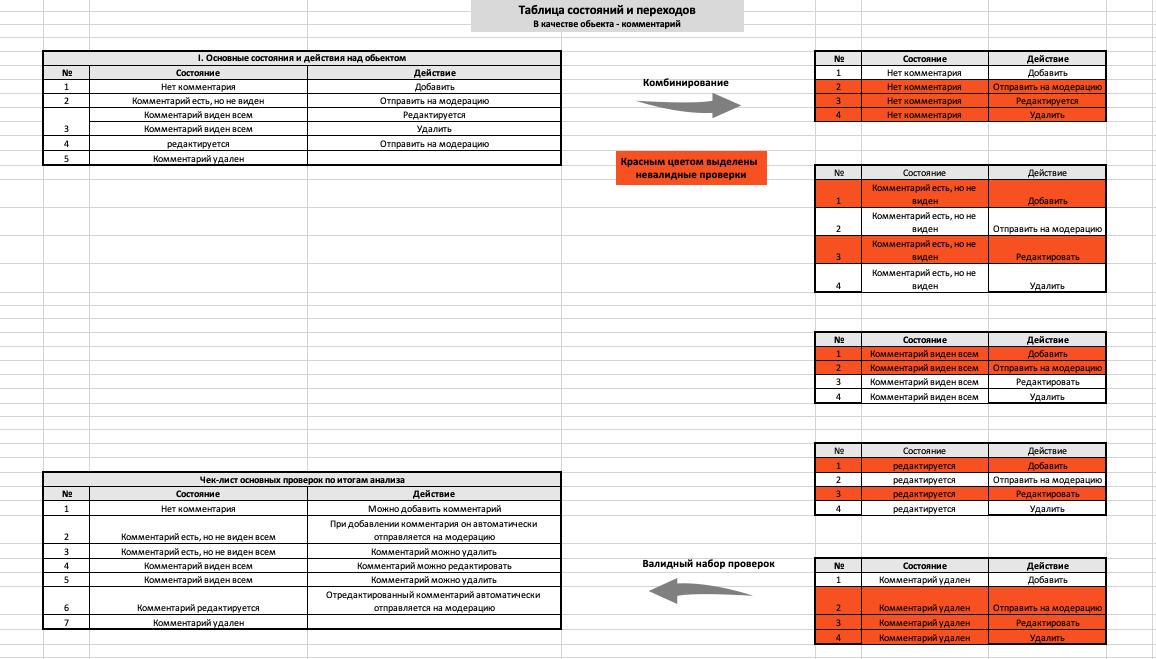 Таблица состояний и переходов
В качестве обьекта - комментарий
I. Основные состояния и действия над обьектом
№ Состояние Действие
1 Нет комментария Добавить
2 Комментарий есть, но не виден Отправить на модерацию
Комментарий виден всем Редактируется
3 Комментарий виден всем Удалить
4 редактируется Отправить на модерацию
5 Комментарий удален
Комбинирование
Красным цветом выделены
невалидные проверки
№ Состояние Действие
1 Нет комментария Добавить
2 Нет комментария Отправить на модерацию
3 Нет комментария Редактируется
4 Нет комментария Удалить
№ Состояние Действие
Комментарий есть, но не
1 виден Добавить
Комментарий есть, но не
2 виден Отправить на модерацию
Комментарий есть, но не
3 виден Редактировать
Комментарий есть, но не
4 виден Удалить
№ Состояние Действие
1 Комментарий виден всем Добавить
2 Комментарий виден всем Отправить на модерацию
3 Комментарий виден всем Редактировать
4 Комментарий виден всем Удалить
№ Состояние Действие
1 редактируется Добавить
2 редактируется Отправить на модерацию
3 редактируется Редактировать
4 редактируется Удалить
Чек-лист основных проверок по итогам анализа
№ Состояние Действие
1 Нет комментария Можно добавить комментарий
При добавлении комментария он автоматически
2 Комментарий есть, но не виден всем отправляется на модерацию
3 Комментарий есть, но не виден всем Комментарий можно удалить
4 Комментарий виден всем Комментарий можно редактировать
5 Комментарий виден всем Комментарий можно удалить
Отредактированный комментарий автоматически
6 Комментарий редактируется отправляется на модерацию
7 Комментарий удален
Валидный набор проверок
№ Состояние Действие
1 Комментарий удален Добавить
2 Комментарий удален Отправить на модерацию
3 Комментарий удален Редактировать
4 Комментарий удален Удалить